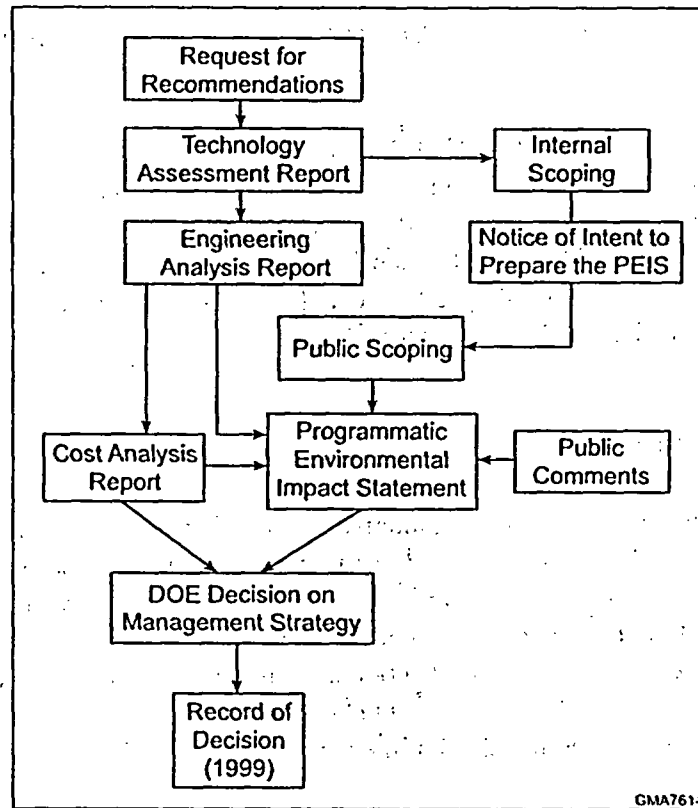 Request for
Recommendations
Technology
Assessment Report
Internal
Scoping
Engineering
Analysis Report
Notice of Intent to
Prepare the PEIS
Public Scoping
Cost Analysis
Report
Programmatic
Environmental
Impact Statement
Public
Comments
DOE Decision on
Management Strategy
Record of
Decision
(1999)